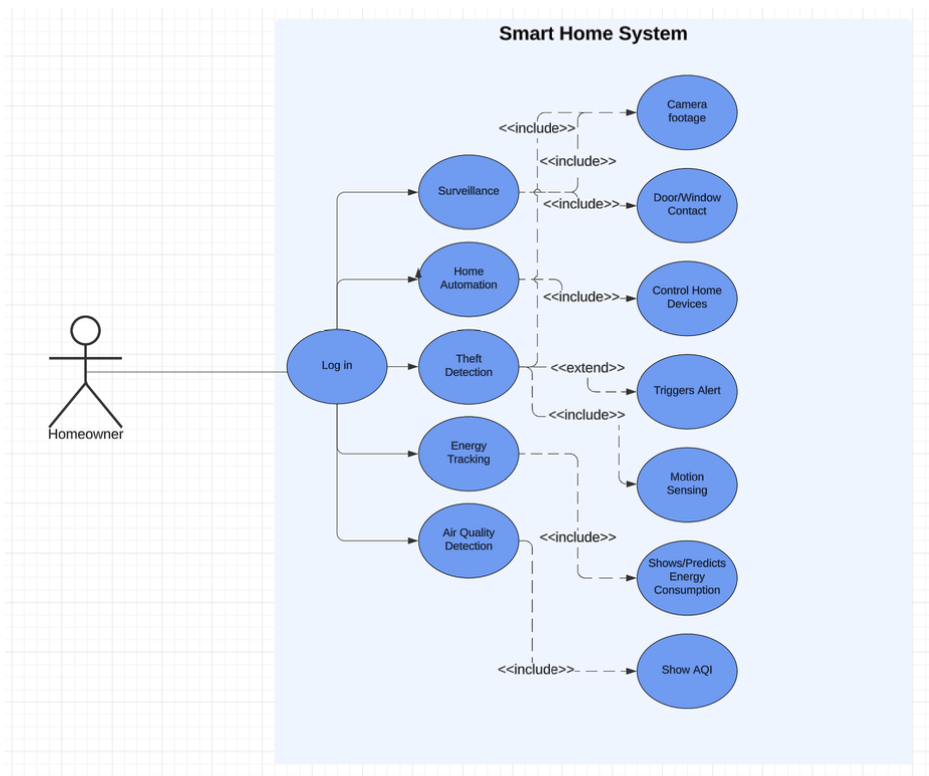 Smart Home System
Camera
footage
<<include>>
<<include>>
Surveillance
<<include>>
Door/Window
Contact
Home
Automation
<<include>>
Control Home
Devices
Log in
Theft
Detection
<<extend>>
Triggers Alert
<<include>>
Homeowner
Energy
Tracking
Motion
Sensing
Air Quality
Detection
<<include>>
Shows/Predicts
Energy
Consumption
<<include>>
Show AQI